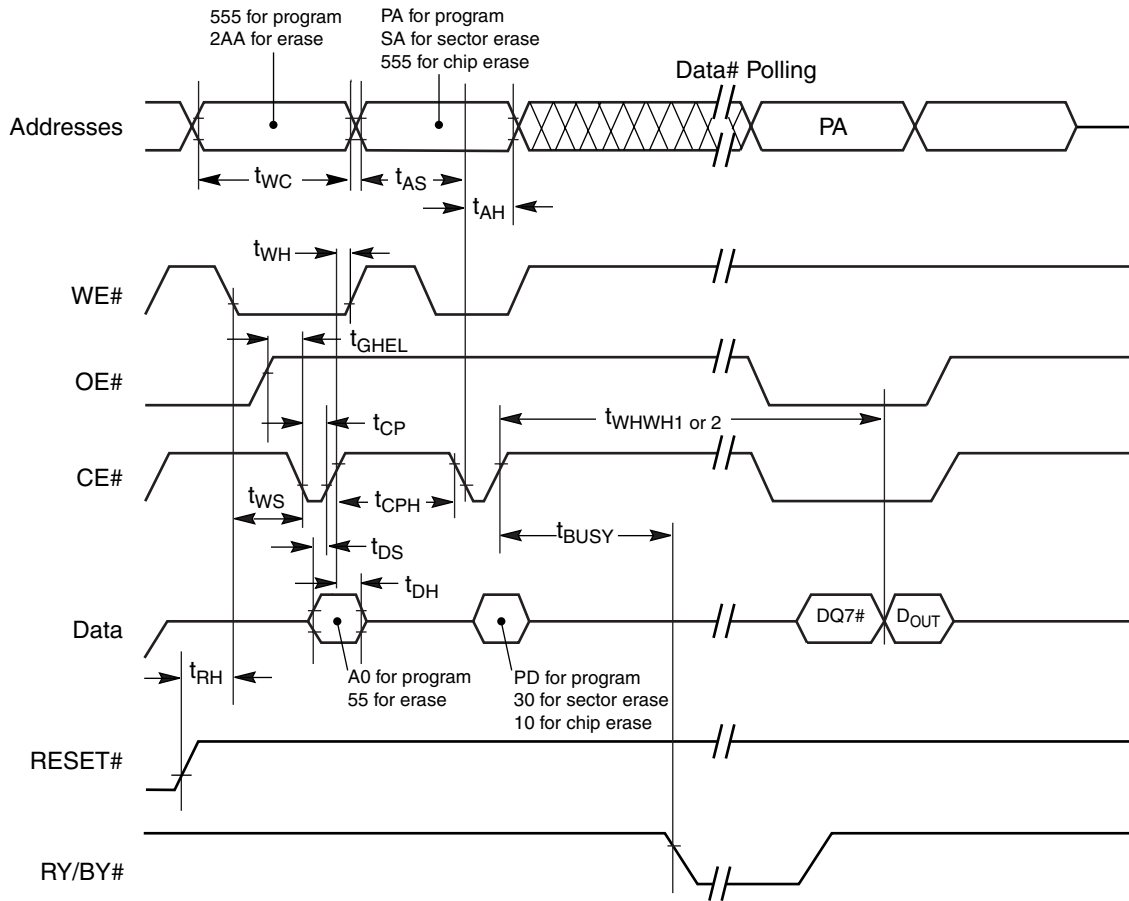 555 for program
2AA for erase
PA for program
SA for sector erase
555 for chip erase
Data# Polling
Addresses
PA
tWC
tAS
tAH
tWH
WE#
tGHEL
OE#
tWHWH1 or 2
tCP
CE#
tWS
tCPH
tBUSY
tDS
tDH
Data
DQ7#
DOUT
tRH
A0 for program
55 for erase
PD for program
30 for sector erase
10 for chip erase
RESET#
RY/BY#